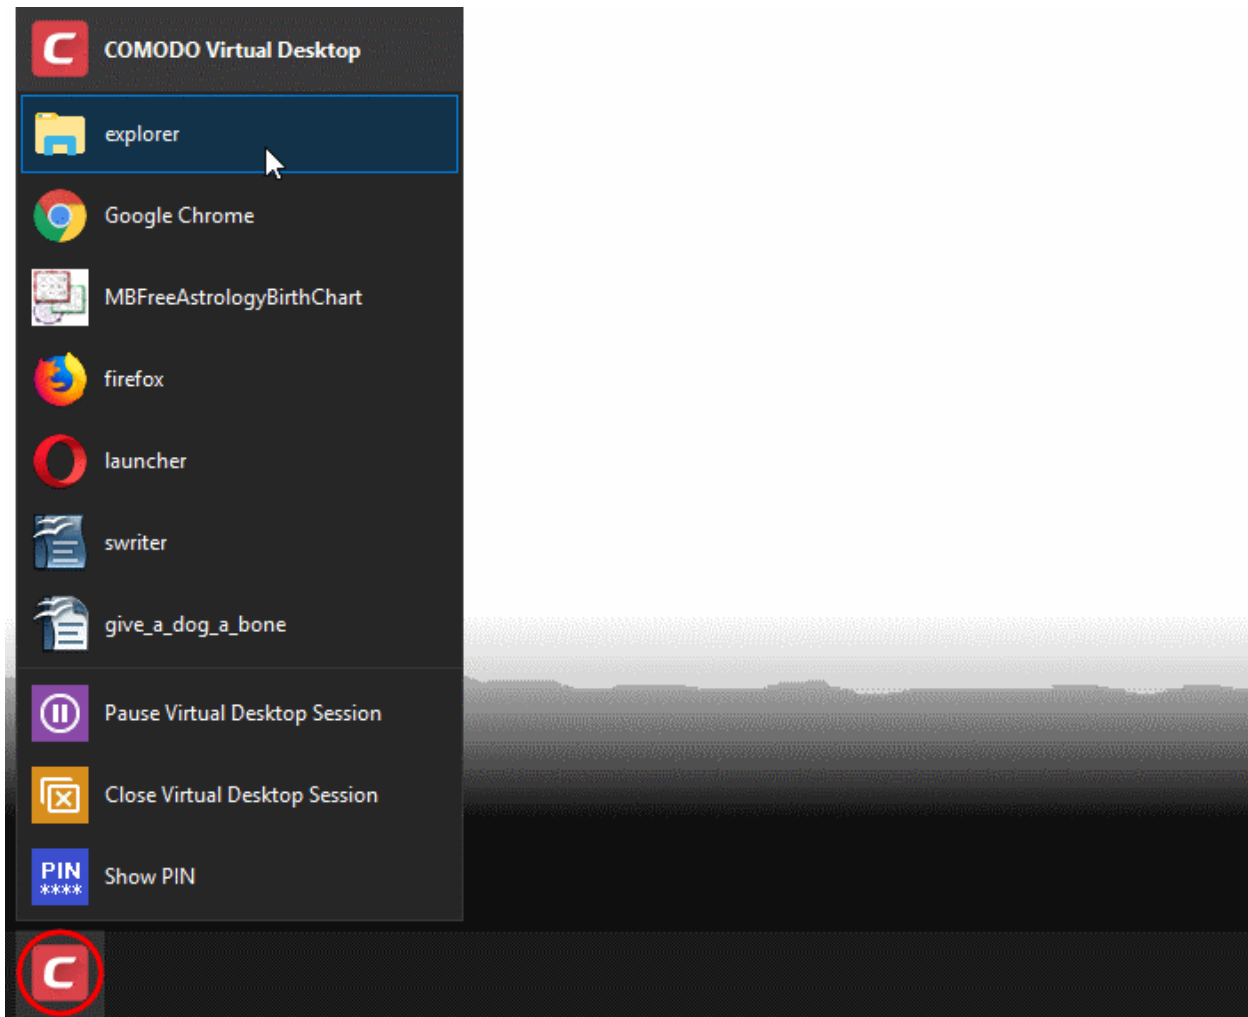 COMODO Virtual Desktop
explorer
Google Chrome
MBFreeAstrologyBirthChart
firefox
launcher
swriter
give_a_dog_a_bone
Pause Virtual Desktop Session
Close Virtual Desktop Session
PIN
****
Show PIN